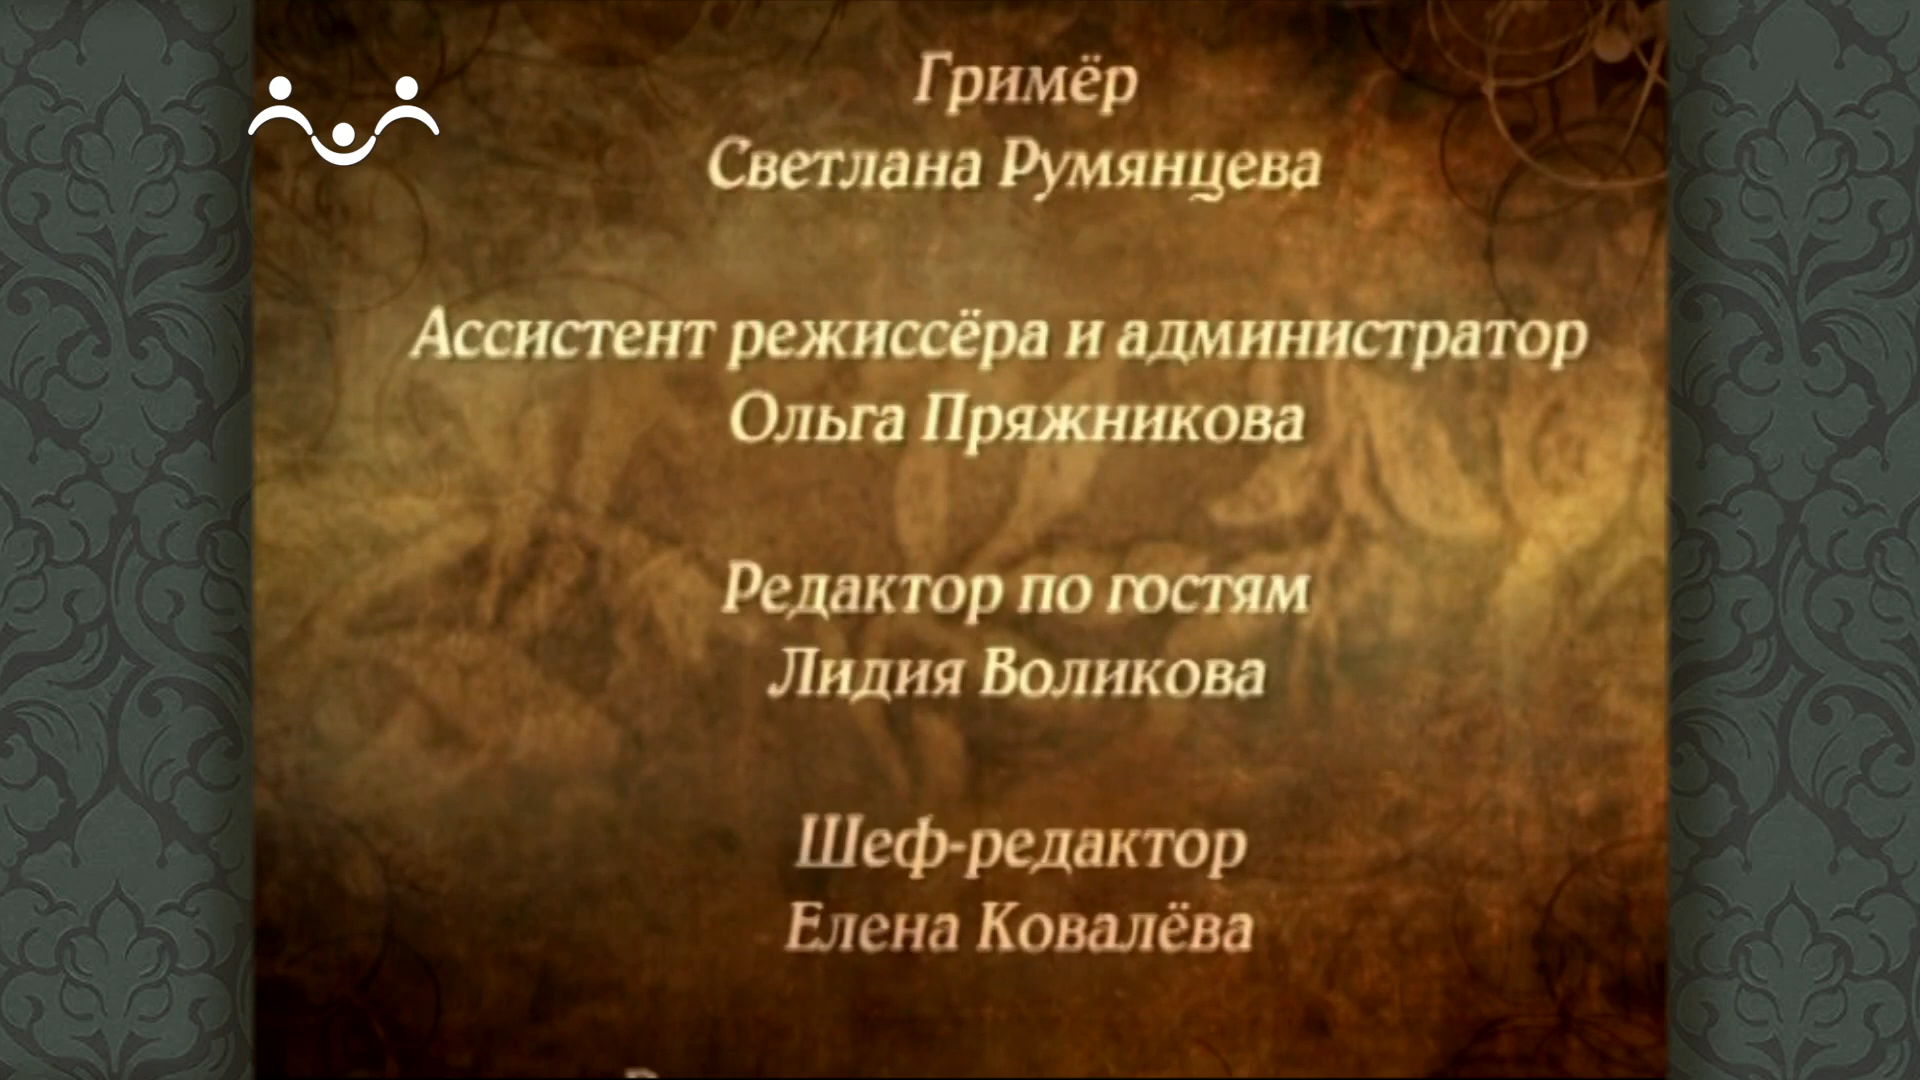 Гримёр
Светлана Румянцева
Ассистент режиссёра и администратор
Ольга Пряжникова
Редактор по гостям
Лидия Воликова
Шеф-редактор
Елена Ковалёва